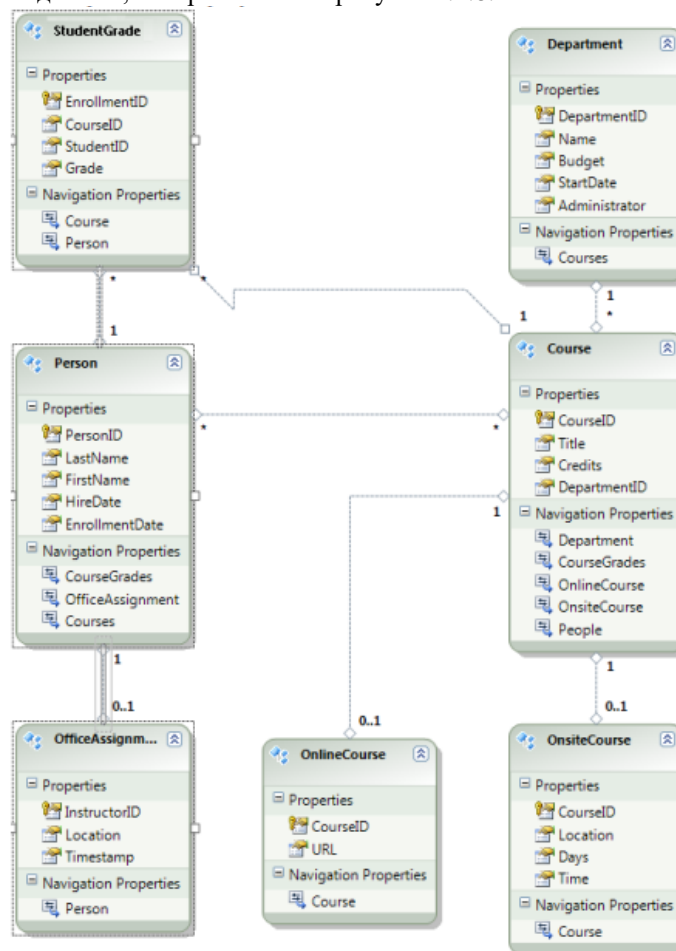 StudentGrade
Properties
EnrollmentID
CourseID
StudentID
Grade
Navigation Properties
Course
Person
*
1
*
1
Department
Properties
DepartmentID
Name
Budget
StartDate
Administrator
Navigation Properties
Courses
1
*
Person
Properties
PersonID
LastName
FirstName
HireDate
EnrollmentDate
Navigation Properties
CourseGrades
OfficeAssignment
Courses
*
*
1
0..1
Course
Properties
CourseID
Title
Credits
DepartmentID
Navigation Properties
Department
CourseGrades
OnlineCourse
OnsiteCourse
People
1
0..1
1
0..1
OfficeAssignm...
Properties
InstructorID
Location
Timestamp
Navigation Properties
Person
OnlineCourse
Properties
CourseID
URL
Navigation Properties
Course
OnsiteCourse
Properties
CourseID
Location
Days
Time
Navigation Properties
Course